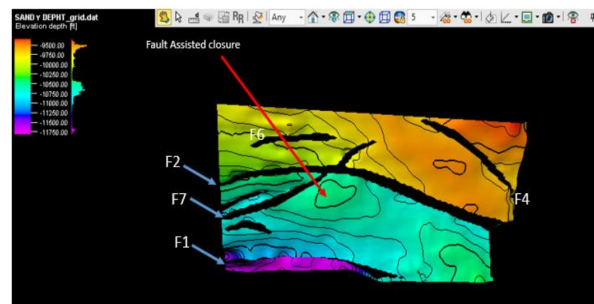 SAND Y DEPHT_grid.dat
Elevation depth [ft]
-9500.00
-9750.00
-10000.00
-10250.00
-10500.00
-10750.00
-11000.00
-11250.00
-11500.00
-11750.00
Any
5
Fault Assisted closure
F6
F2
F7
F4
F1